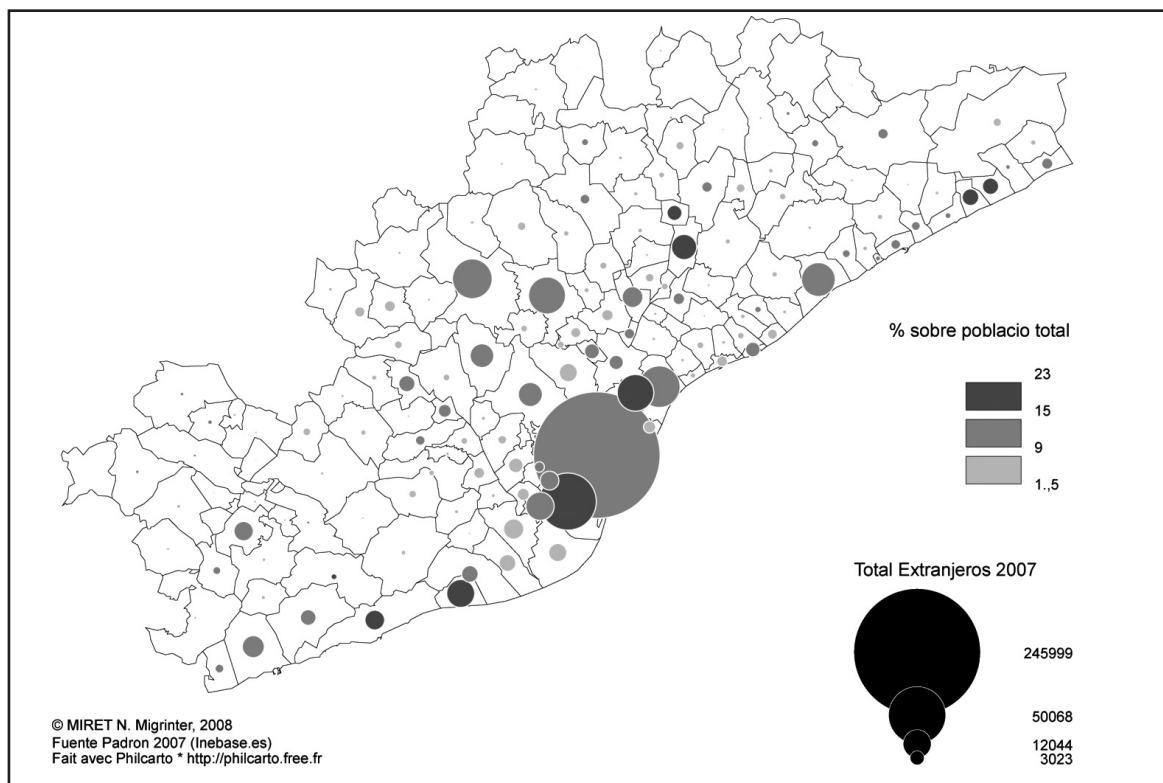 % sobre poblacio total
23
15
9
1.,5
Total Extranjeros 2007
245999
50068
12044
3023
© MIRET N. Migrinter, 2008
Fuente Padron 2007 (Inebase.es)
Fait avec Philcarto * http://philcarto.free.fr